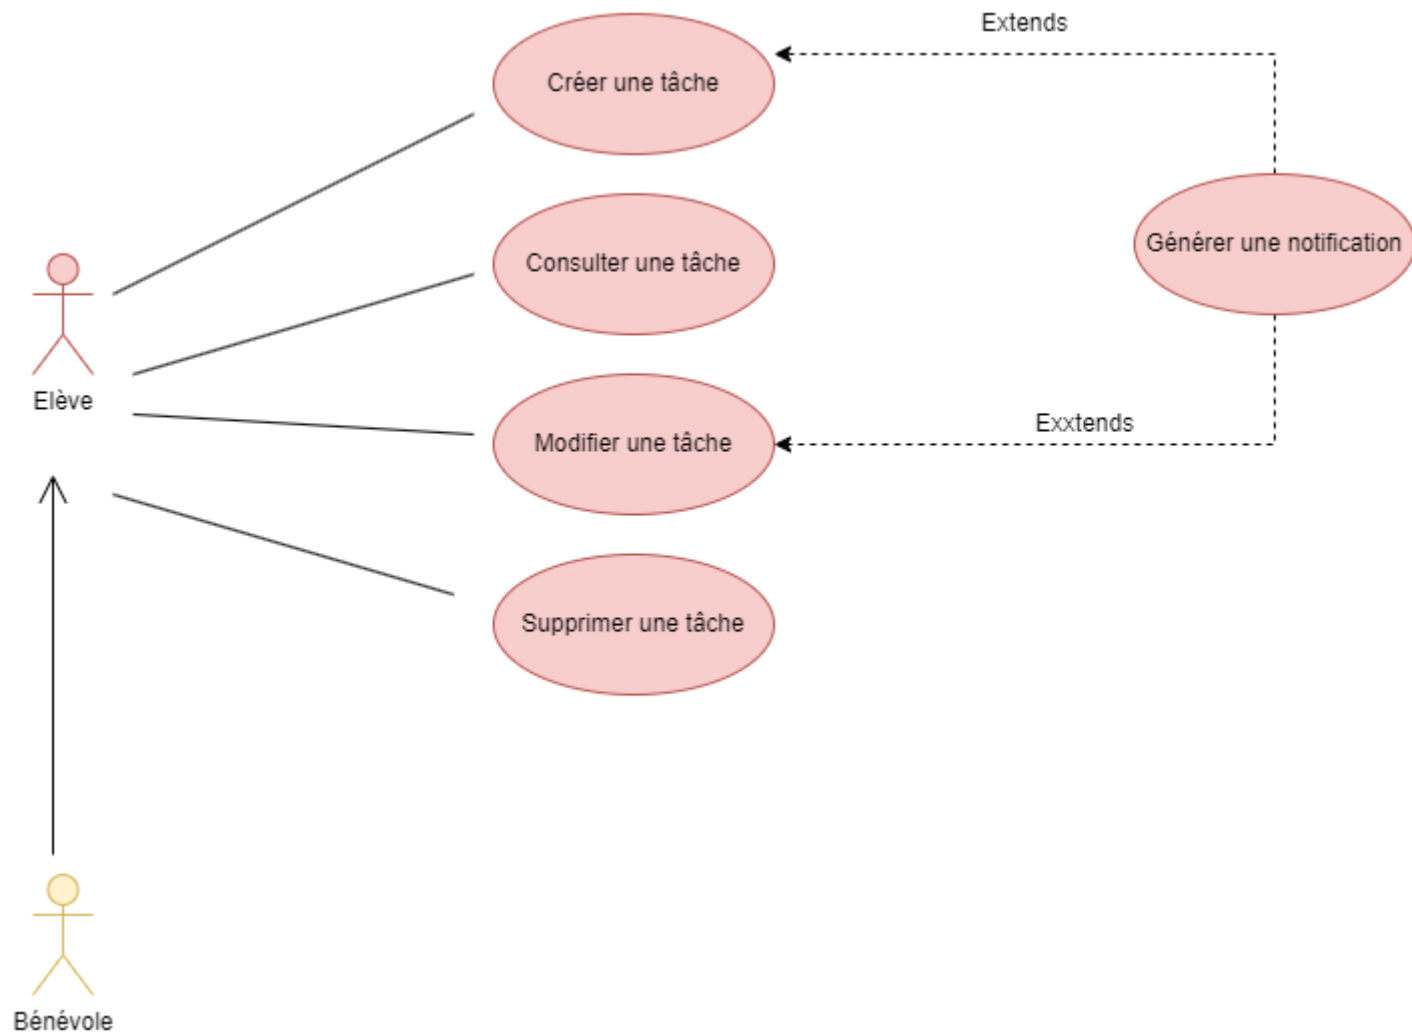 Extends
Créer une tâche
Générer une notification
Consulter une tâche
Elève
Modifier une tâche
Exxtends
Supprimer une tâche
Bénévole